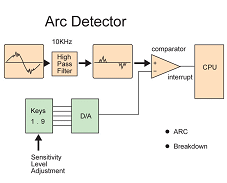 Arc Detector
10KHz
High
Pass
Filter
comparator
+
-
CPU
interrupt
Keys
1 . 9
D/A
ARC
Breakdown
Sensitivity
Level
Adjustment